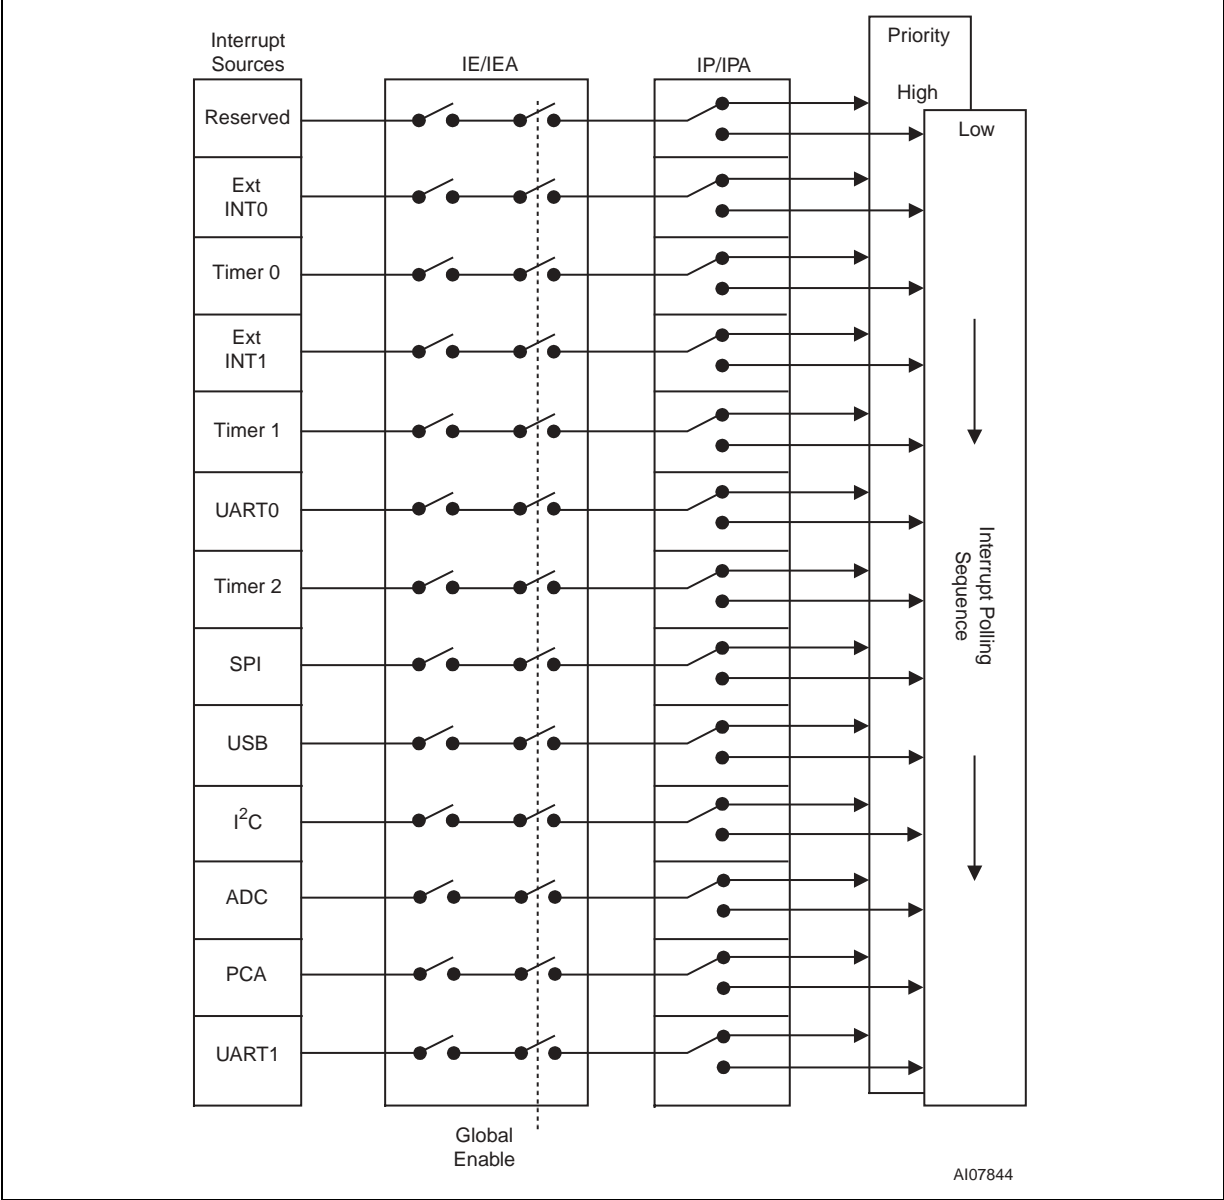 Interrupt
Sources
IE/IEA
IP/IPA
Priority
High
Low
Reserved
Ext
INT0
Timer 0
Ext
INT1
Timer 1
UART0
Timer 2
SPI
USB
I²C
ADC
PCA
UART1
Interrupt Polling
Sequence
Global
Enable
AI07844